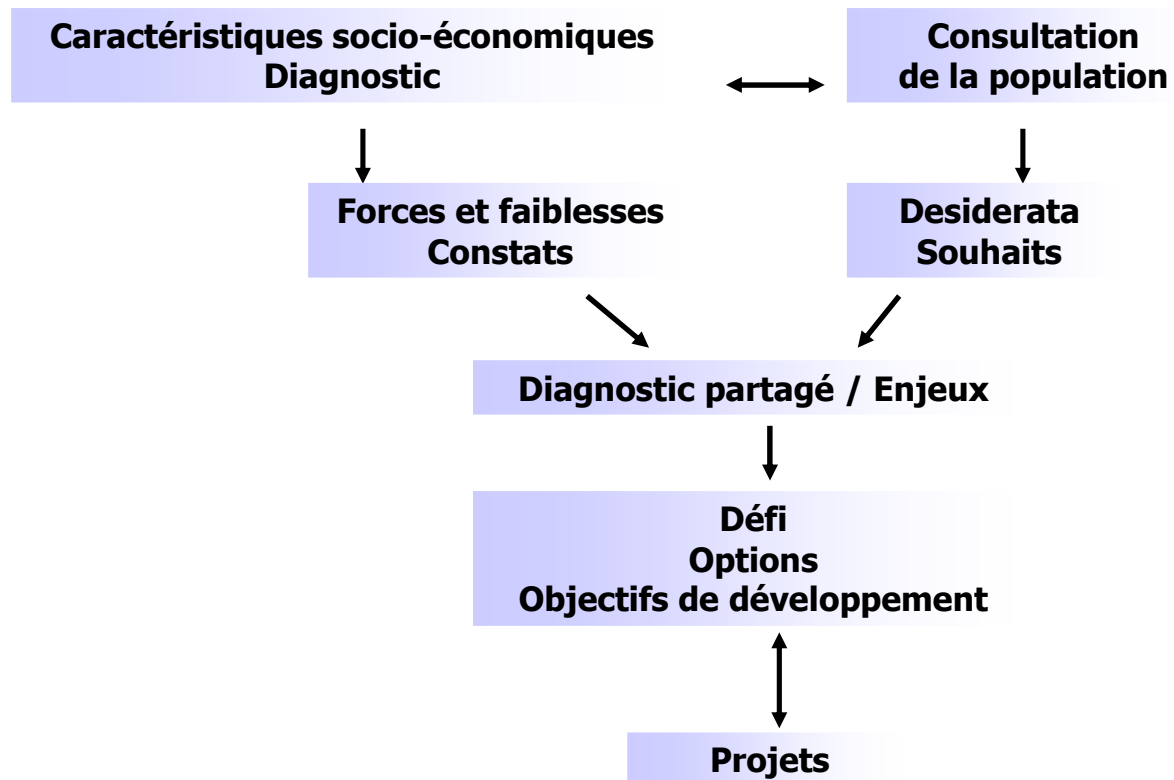 Caractéristiques socio-économiques
Diagnostic
Consultation
de la population
Forces et faiblesses
Constats
Desiderata
Souhaits
Diagnostic partagé / Enjeux
Défi
Options
Objectifs de développement
Projets